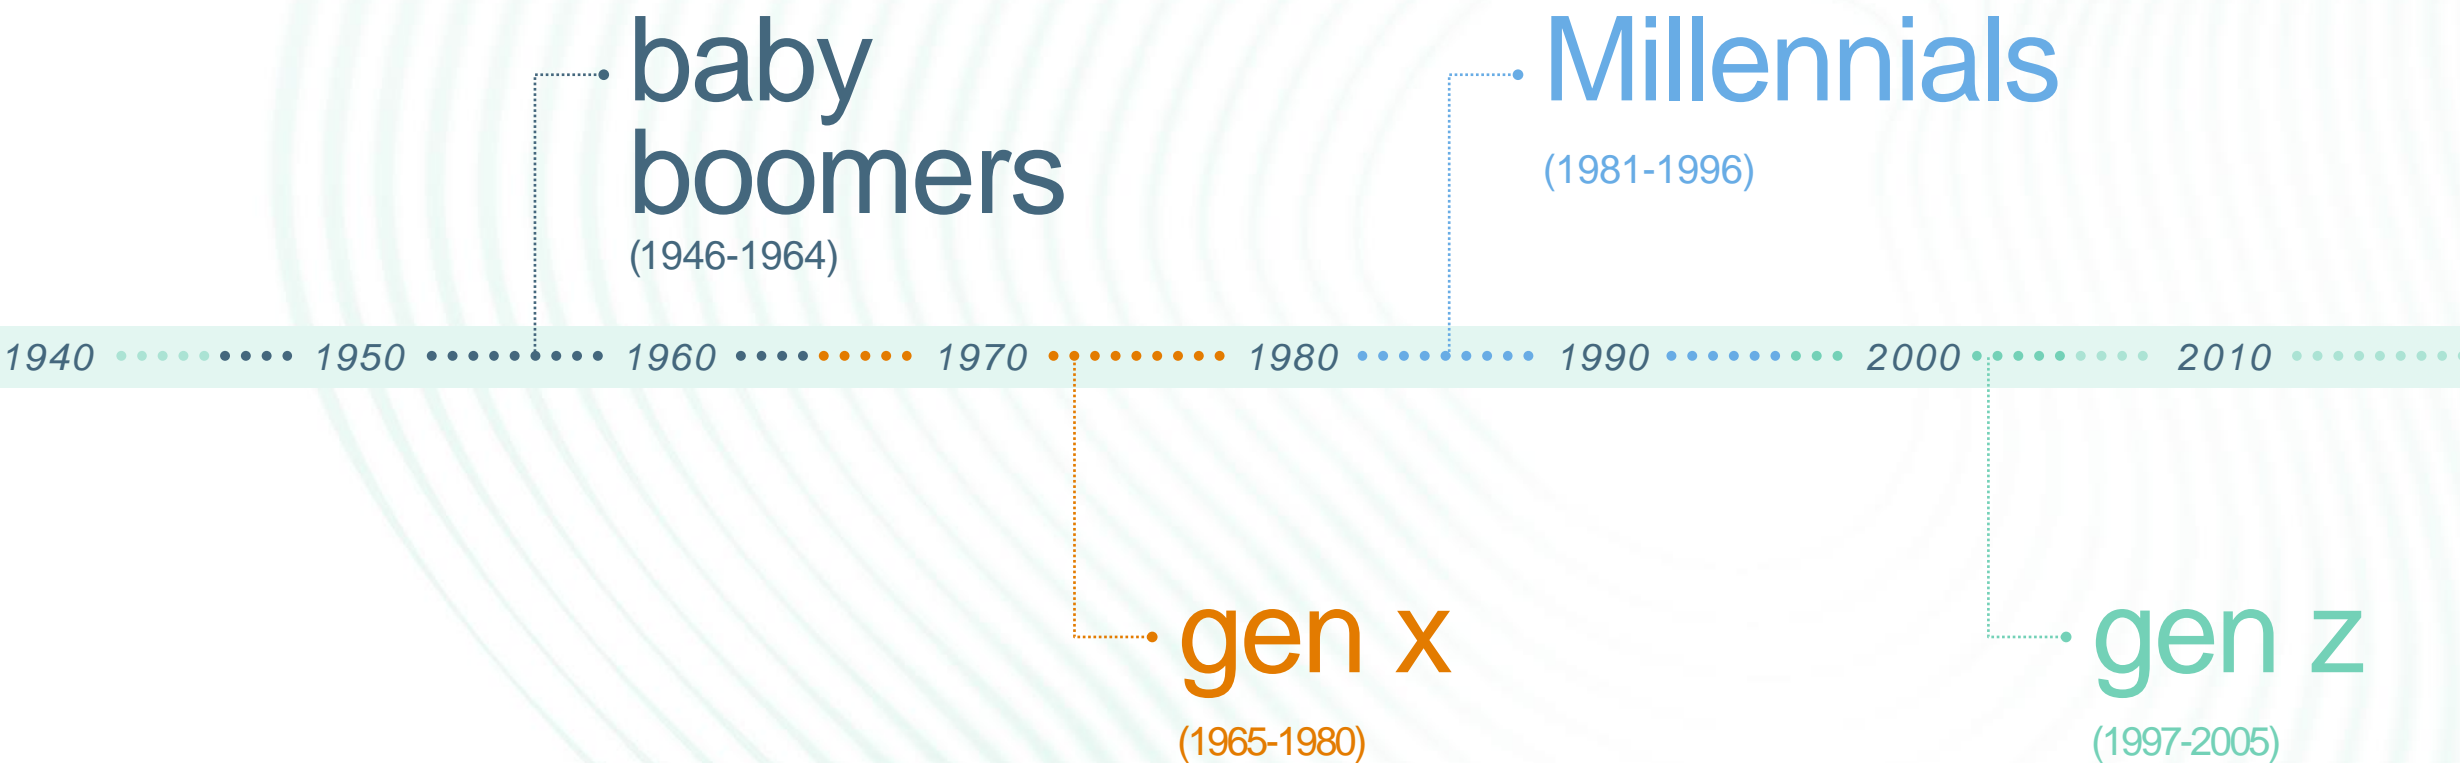 baby
boomers
(1946-1964)
Millennials
(1981-1996)
1940 1950 1960 1970 1980 1990 2000 2010
gen x
(1965-1980)
gen z
(1997-2005)